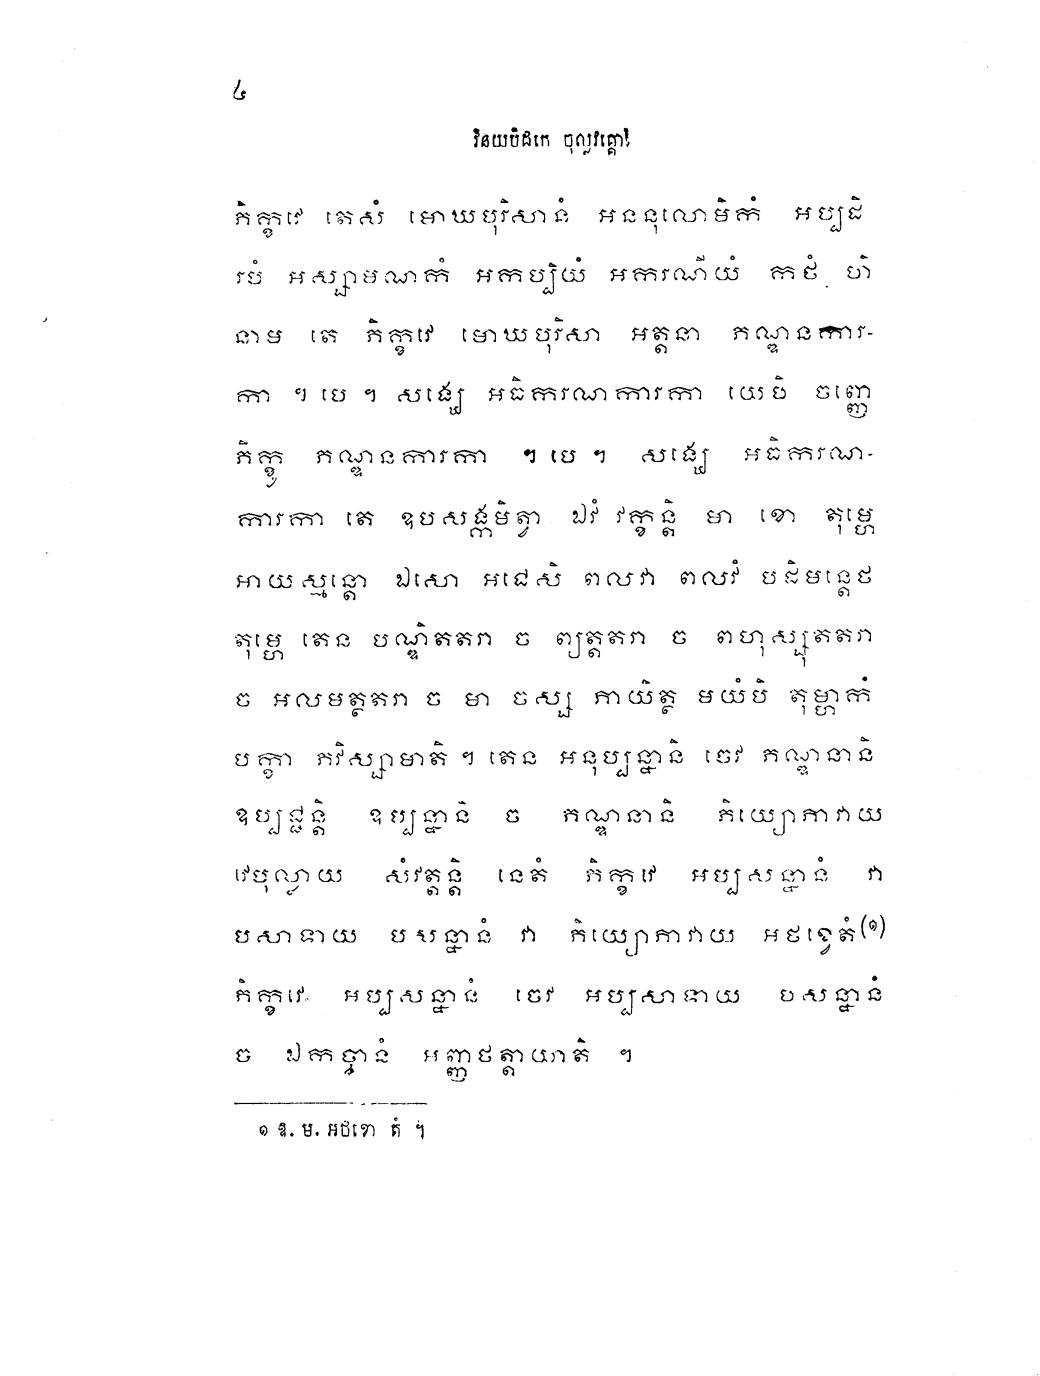 ៤
វិនយបិដកេ ចុល្លវគ្គោ
ភិក្ខវេ តេសំ មោឃបុរិសានំ អននុលោមិកំ អប្បដិ
រូបំ អស្សាមណកំ អកប្បិយំ អករណីយំ កថំ ហិ
នាម តេ ភិក្ខវេ មោឃបុរិសា អត្តនា ភណ្ឌនការ-
កា ។ បេ ។ សង្ឃេ អធិករណការកា យេបិ ចញ្ញេ
ភិក្ខូ ភណ្ឌនការកា ។ បេ ។ សង្ឃេ អធិករណ-
ការកា តេ ឧបសង្កមិត្វា ឯវំ វក្ខន្តិ មា ខោ តុម្ហេ
អាយស្មន្តោ ឯសោ អជេសិ ពលវា ពលវំ បដិមន្តេថ
តុម្ហេ តេន បណ្ឌិតតរា ច ព្យត្តតរា ច ពហុស្សុតតរា
ច អលមត្ថតរា ច មា ចស្ស ភាយិត្ថ មយំបិ តុម្ហាកំ
បក្ខា ភវិស្សាមាតិ ។ តេន អនុប្បន្នានិ ចេវ ភណ្ឌនានិ
ឧប្បជ្ជន្តិ ឧប្បន្នានិ ច ភណ្ឌនានិ ភិយ្យោភាវាយ
វេបុល្លាយ សំវត្តន្តិ នេតំ ភិក្ខវេ អប្បសន្នានំ វា
បសាទាយ បសន្នានំ វា ភិយ្យោភាវាយ អថខ្វេតំ(១)
ភិក្ខវេ អប្បសន្នានំ ចេវ អប្បសាទាយ បសន្នានំ
ច ឯកច្ចានំ អញ្ញថត្តាយាតិ ។
១ ឱ. ម. អថខោ តំ ។